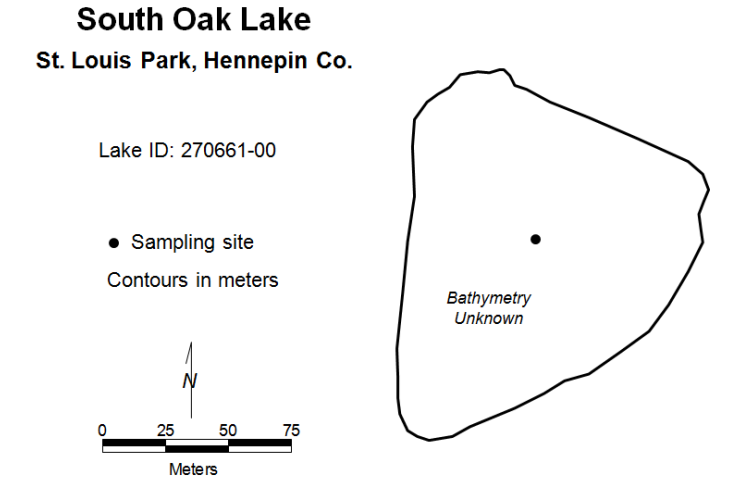 South Oak Lake
St. Louis Park, Hennepin Co.
Lake ID: 270661-00
Sampling site
Contours in meters
Bathymetry
Unknown
N
0 25 50 75
Meters